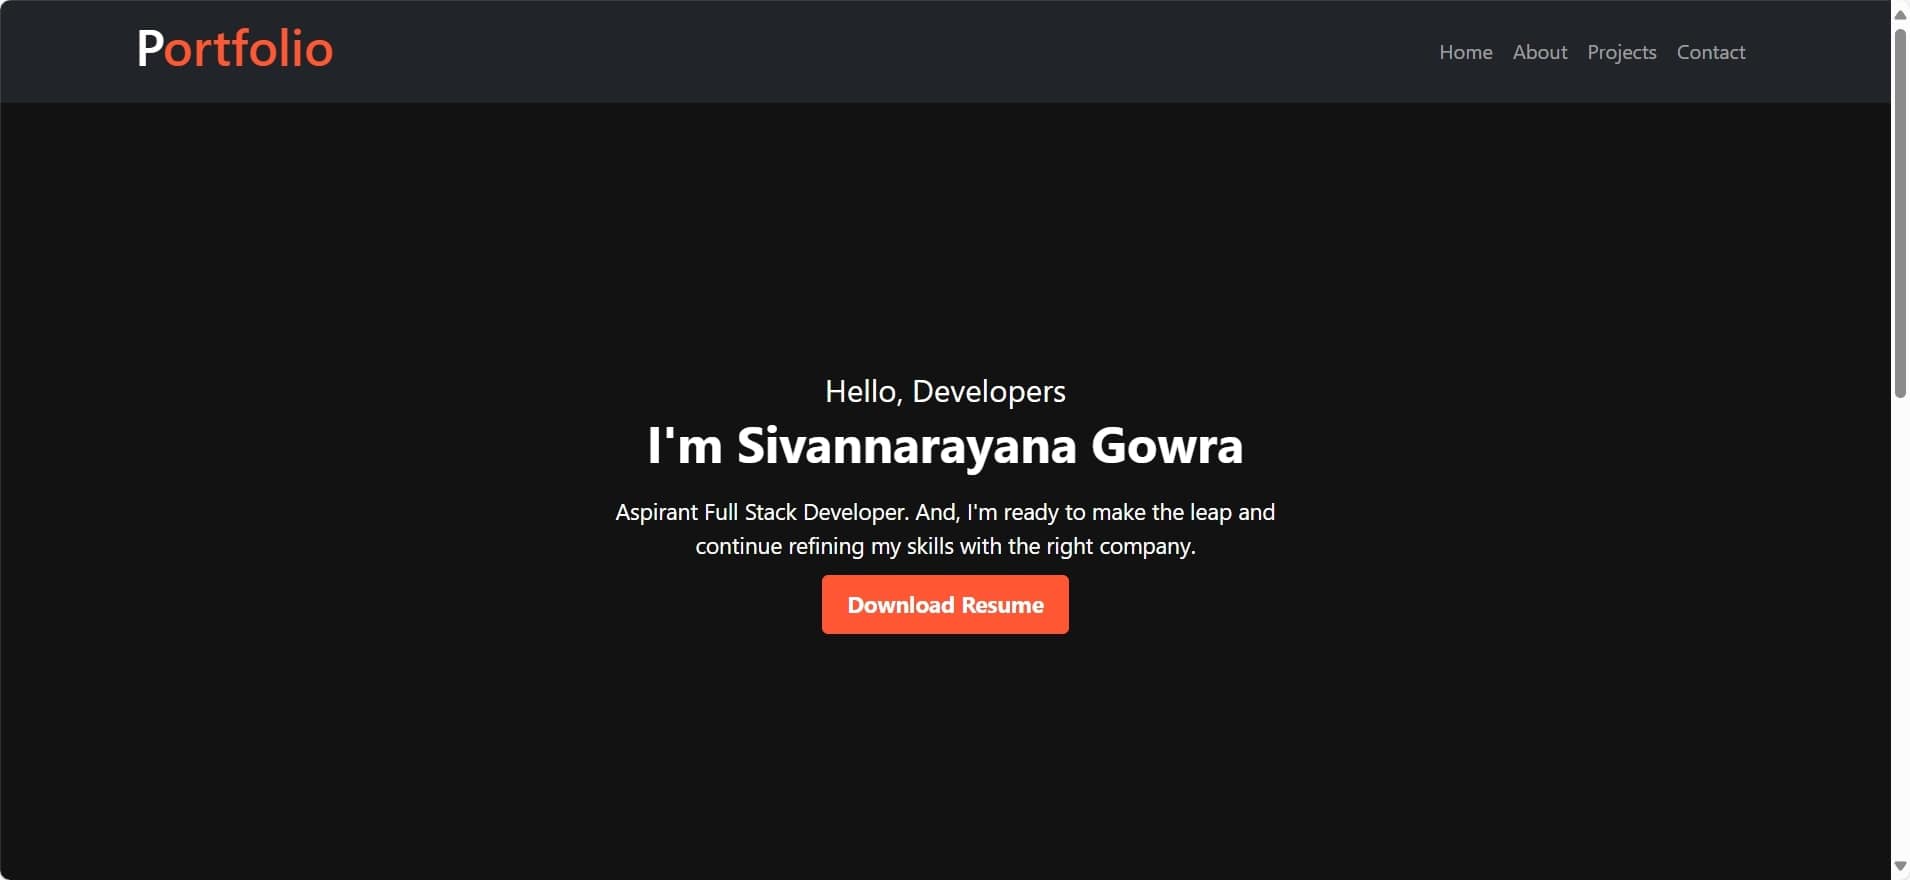 Portfolio
Home About Projects Contact
Hello, Developers
I'm Sivannarayana Gowra
Aspirant Full Stack Developer. And, I'm ready to make the leap and
continue refining my skills with the right company.
Download Resume